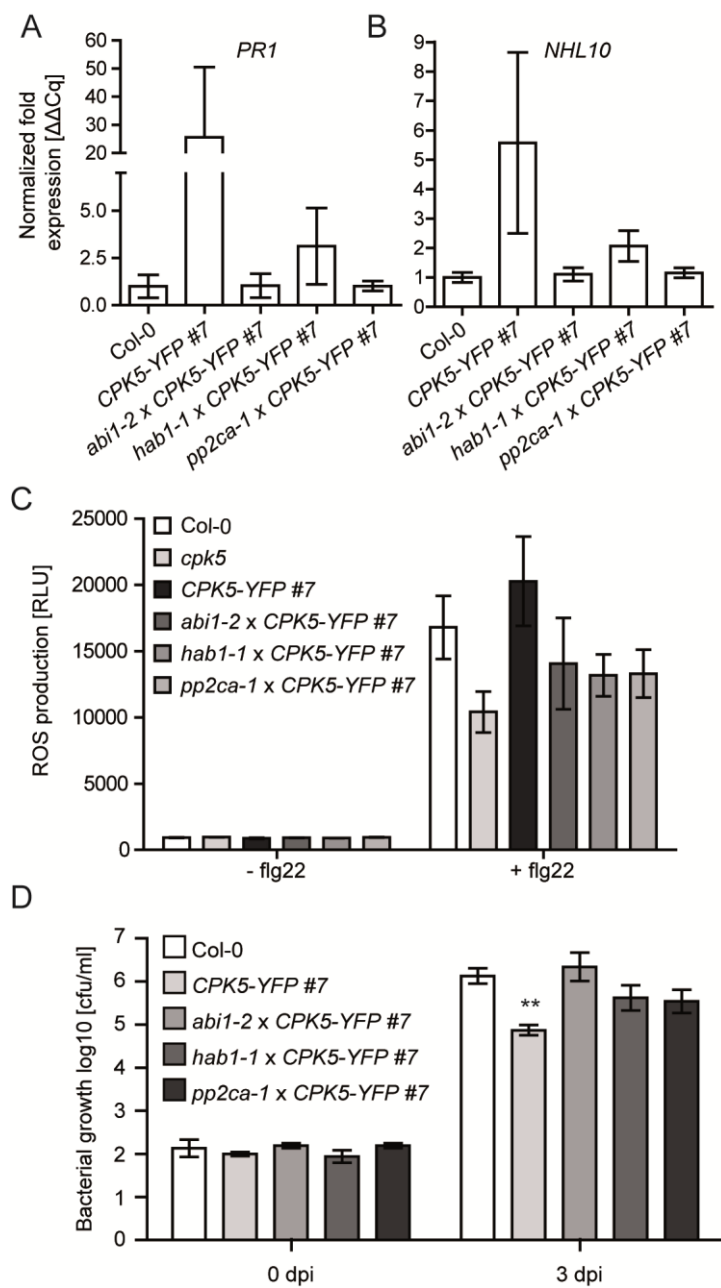 A
PR1
Normalized fold
expression [ΔΔCq]
60
50
40
30
20
5.0
2.5
0.0
Col-0
CPK5-YFP #7
abi1-2 x CPK5-YFP #7
hab1-1 x CPK5-YFP #7
pp2ca-1 x CPK5-YFP #7
B
NHL10
9
8
7
6
5
4
3
2
1
0
Col-0
CPK5-YFP #7
abi1-2 x CPK5-YFP #7
hab1-1 x CPK5-YFP #7
pp2ca-1 x CPK5-YFP #7
C
ROS production [RLU]
25000
20000
15000
10000
5000
0
Col-0
cpk5
CPK5-YFP #7
abi1-2 x CPK5-YFP #7
hab1-1 x CPK5-YFP #7
pp2ca-1 x CPK5-YFP #7
- flg22
+ flg22
D
Bacterial growth log10 [cfu/ml]
7
6
5
4
3
2
1
0
Col-0
CPK5-YFP #7
abi1-2 x CPK5-YFP #7
hab1-1 x CPK5-YFP #7
pp2ca-1 x CPK5-YFP #7
**
0 dpi
3 dpi